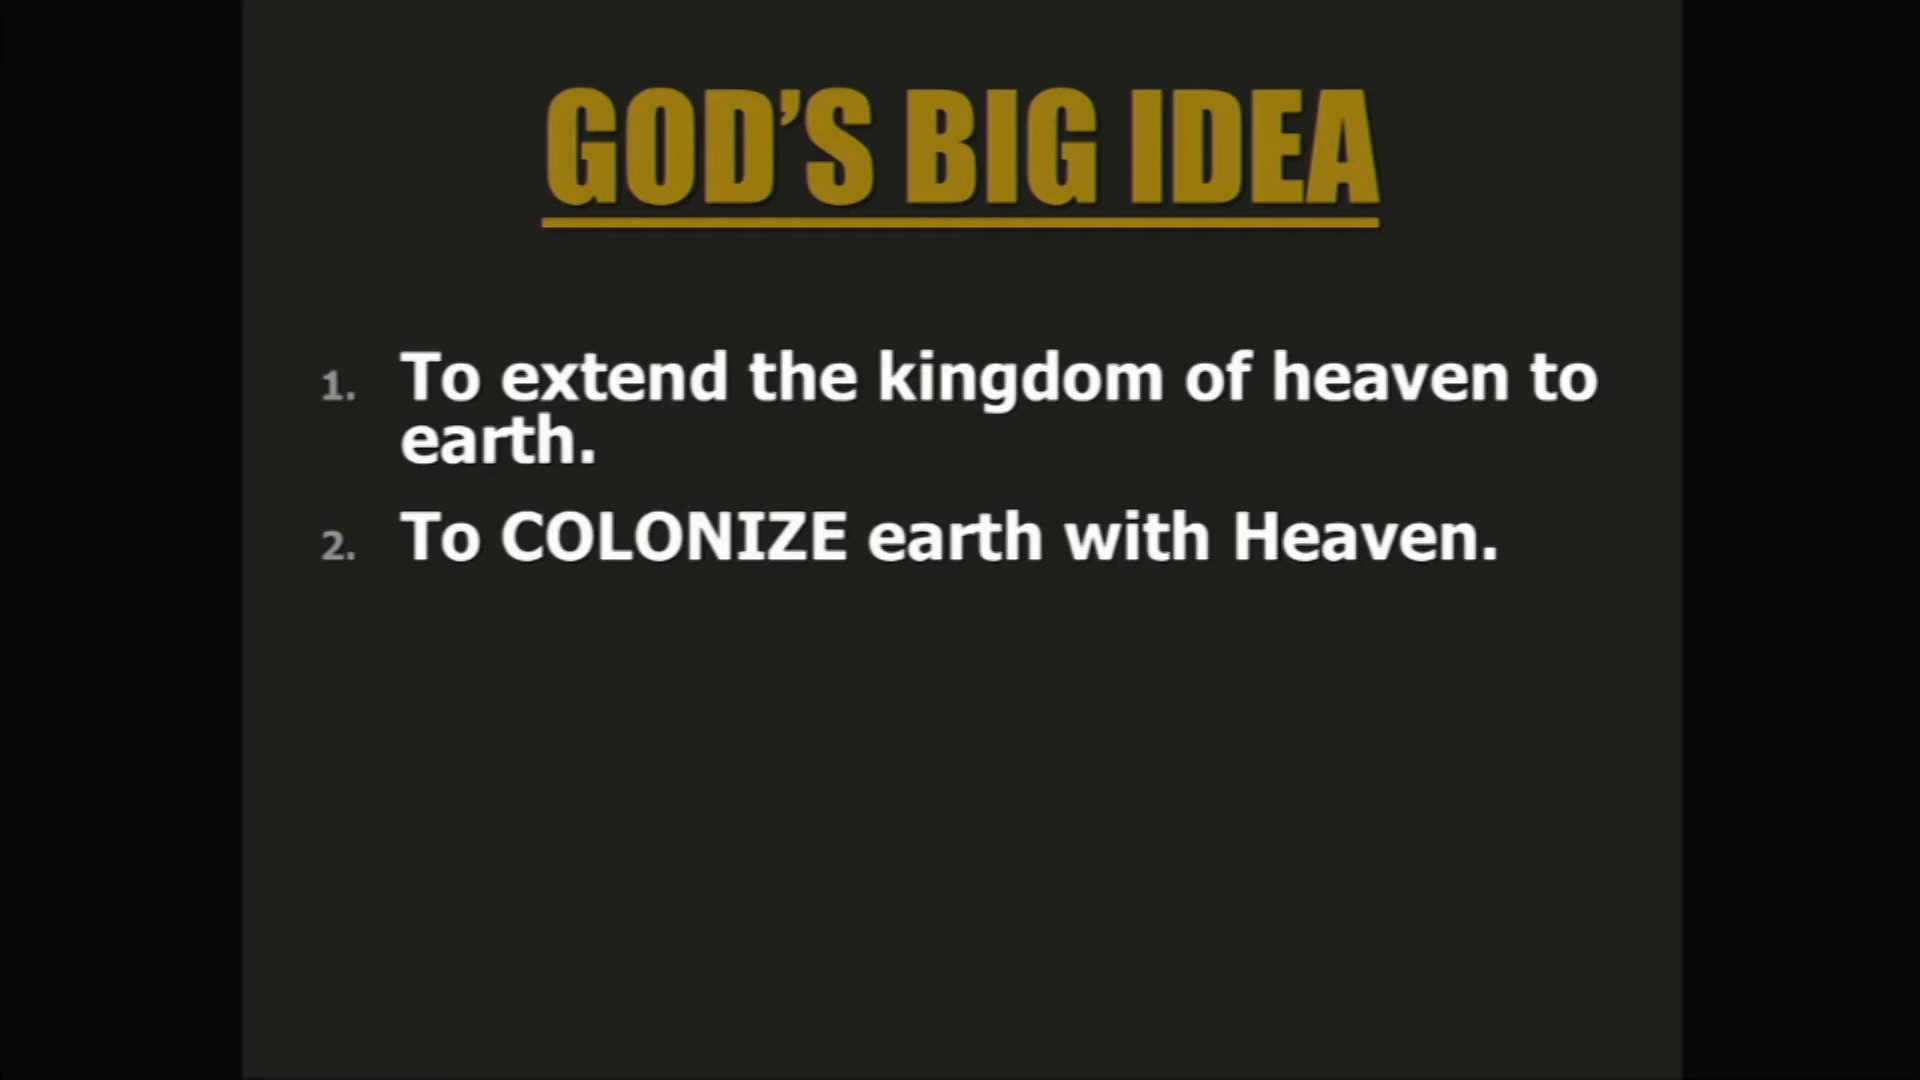 GOD’S BIG IDEA
1. To extend the kingdom of heaven to
earth.
2. To COLONIZE earth with Heaven.